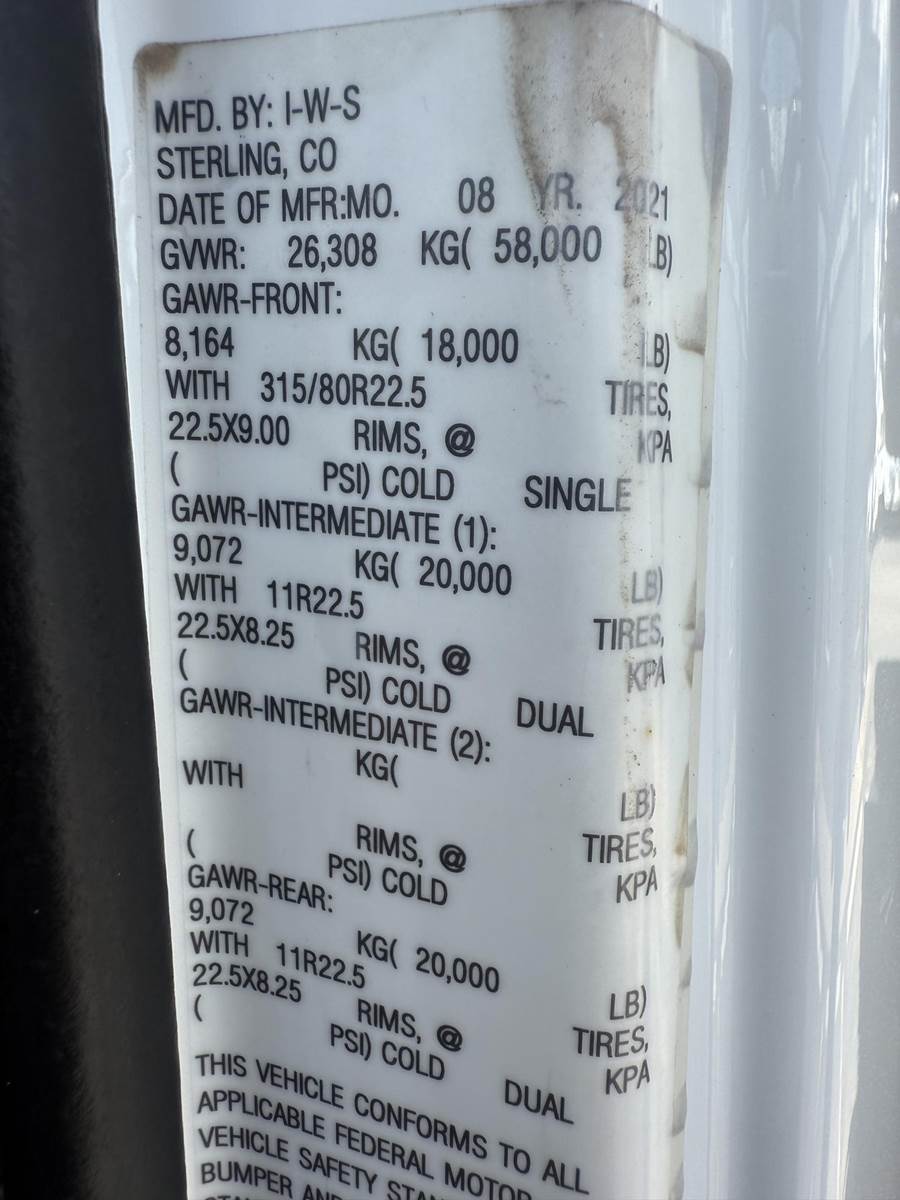 MFD. BY: I-W-S
STERLING, CO
DATE OF MFR:MO. 08 YR. 2021
GVWR: 26,308 KG( 58,000 LB)
GAWR-FRONT:
8,164 KG( 18,000 LB)
WITH 315/80R22.5 TIRES,
22.5X9.00 RIMS, @ KPA
( PSI) COLD SINGLE
GAWR-INTERMEDIATE (1):
9,072 KG( 20,000 LB)
WITH 11R22.5 TIRES,
22.5X8.25 RIMS, @ KPA
( PSI) COLD DUAL
GAWR-INTERMEDIATE (2):
KG( LB)
WITH TIRES,
RIMS, @ KPA
( PSI) COLD
GAWR-REAR:
9,072 KG( 20,000 LB)
WITH 11R22.5 TIRES,
22.5X8.25 RIMS, @ KPA
( PSI) COLD DUAL
THIS VEHICLE CONFORMS TO ALL
APPLICABLE FEDERAL MOTOR
VEHICLE SAFETY
BUMPER AND